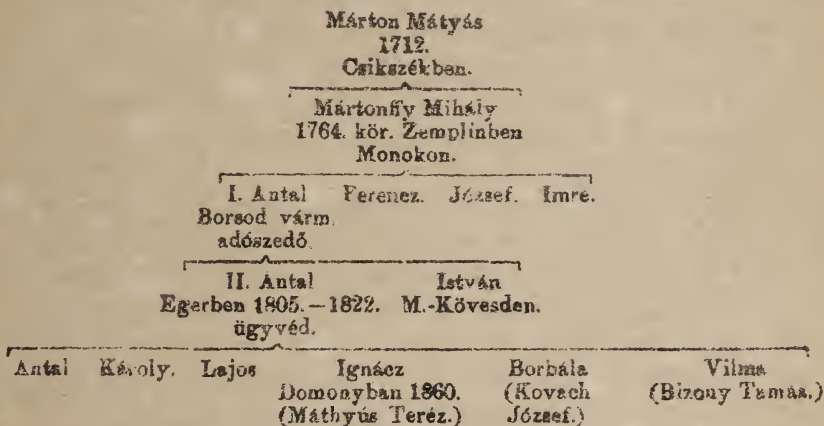 Márton Mátyás
1712.
Csikszékben.
Mártonffy Mihály
1764. kör. Zemplinben
Monokon.
I. Antal Ferencz. József. Imre.
Borsod várm.
adószedő.
II. Antal István
Egerben 1805.—1822. M.-Kövesden.
ügyvéd.
Antal Károly. Lajos Ignácz Borbála Vilma
Domonyban 1860. (Kovach (Bizony Tamás.)
(Máthyús Teréz.) József.)